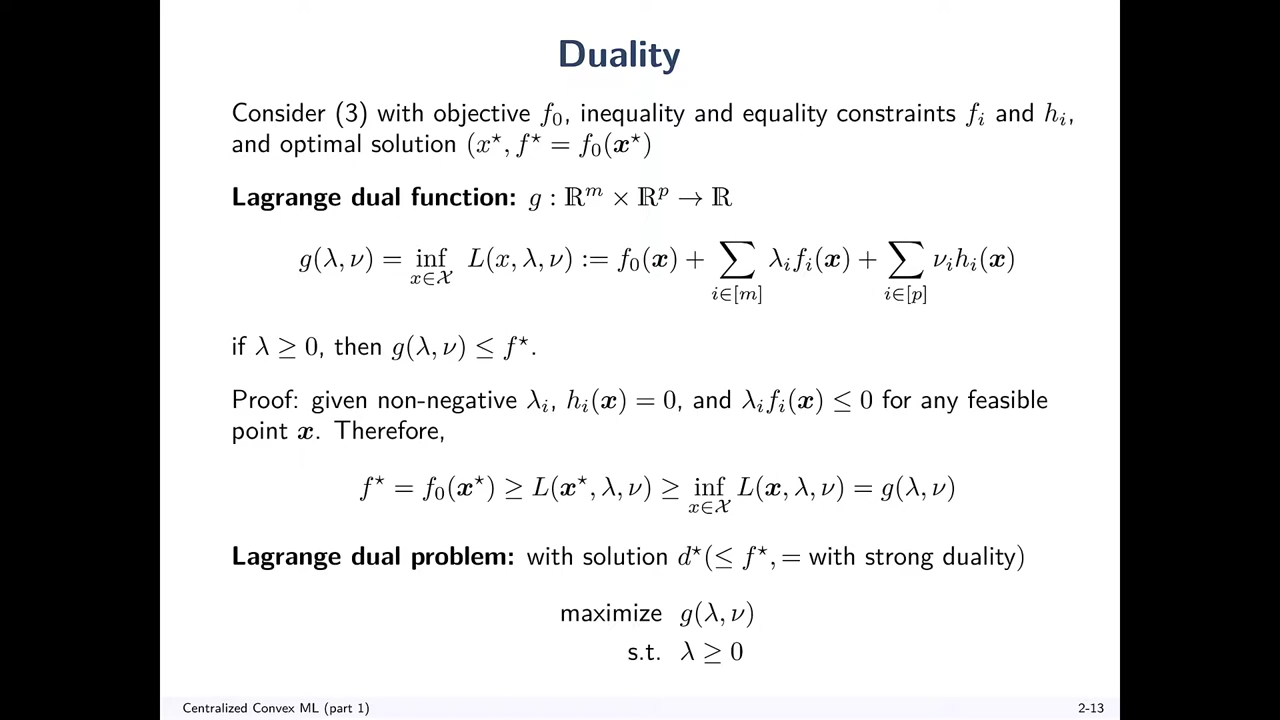 Duality
Consider (3) with objective f₀, inequality and equality constraints fᵢ and hᵢ,
and optimal solution (x⋆, f⋆ = f₀(x⋆)
Lagrange dual function: g : ℝᵐ × ℝᵖ → ℝ
g(λ, ν) = inf_{x∈𝒳} L(x, λ, ν) := f₀(x) + ∑_{i∈[m]} λᵢfᵢ(x) + ∑_{i∈[p]} νᵢhᵢ(x)
if λ ≥ 0, then g(λ, ν) ≤ f⋆.
Proof: given non-negative λᵢ, hᵢ(x) = 0, and λᵢfᵢ(x) ≤ 0 for any feasible
point x. Therefore,
f⋆ = f₀(x⋆) ≥ L(x⋆, λ, ν) ≥ inf_{x∈𝒳} L(x, λ, ν) = g(λ, ν)
Lagrange dual problem: with solution d⋆(≤ f⋆, = with strong duality)
maximize g(λ, ν)
s.t. λ ≥ 0
Centralized Convex ML (part 1) 2-13